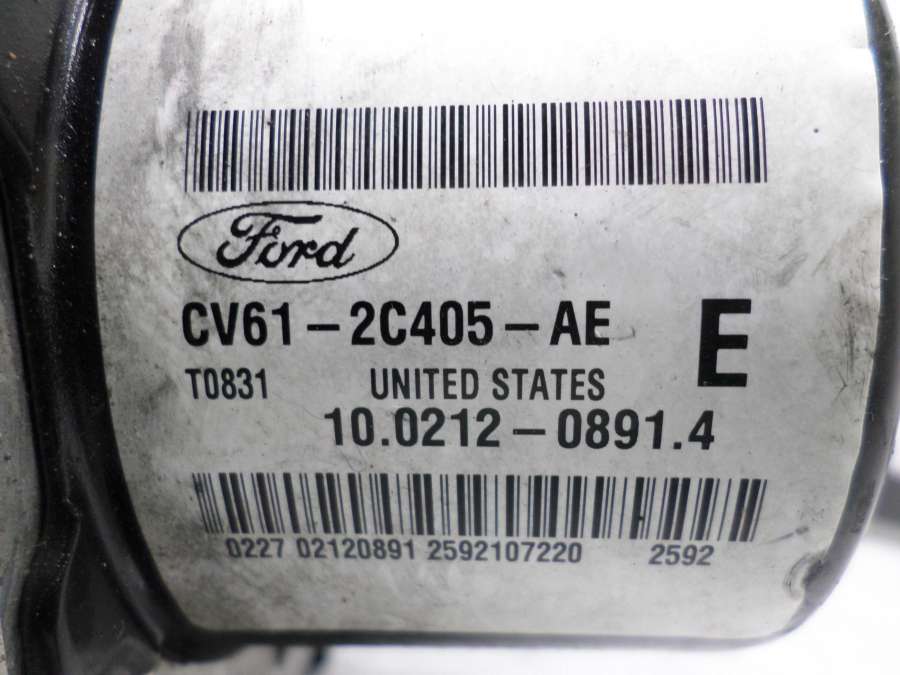 Ford
CV61-2C405-AE E
T0831 UNITED STATES
10.0212-0891.4
0227 02120891 2592107220 2592